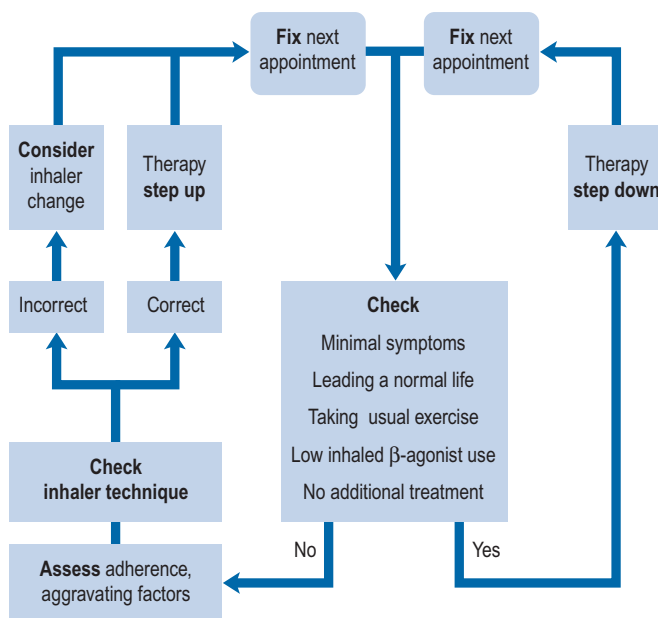 Fix next
appointment
Fix next
appointment
Consider
inhaler
change
Therapy
step up
Therapy
step down
Incorrect
Correct
Check
Minimal symptoms
Leading a normal life
Taking usual exercise
Low inhaled β-agonist use
No additional treatment
Check
inhaler technique
No
Yes
Assess adherence,
aggravating factors